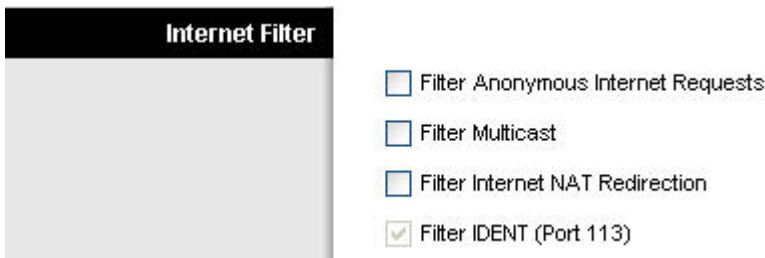 Internet Filter
Filter Anonymous Internet Requests
Filter Multicast
Filter Internet NAT Redirection
Filter IDENT (Port 113)